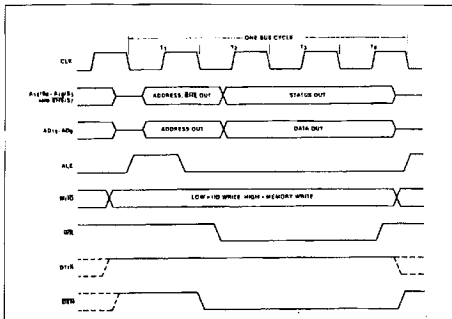 ONE BUS CYCLE
T1 T2 T3 T4
CLK
A19/S6 - A16/S3
AND BHE/S7
ADDRESS, BHE OUT STATUS OUT
AD15-AD0
ADDRESS OUT DATA OUT
ALE
M/IO
LOW = I/O WRITE, HIGH = MEMORY WRITE
WR
DT/R
DEN